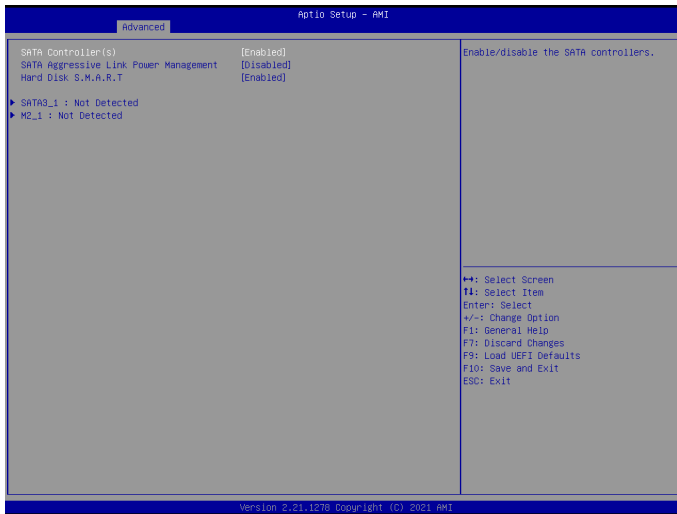 Aptio Setup - AMI
Advanced
SATA Controller(s) [Enabled]
SATA Aggressive Link Power Management [Disabled]
Hard Disk S.M.A.R.T [Enabled]
SATA3_1 : Not Detected
M2_1 : Not Detected
Enable/disable the SATA controllers.
↔: Select Screen
↑↓: Select Item
Enter: Select
+/-: Change Option
F1: General Help
F7: Discard Changes
F9: Load UEFI Defaults
F10: Save and Exit
ESC: Exit
Version 2.21.1278 Copyright (C) 2021 AMI